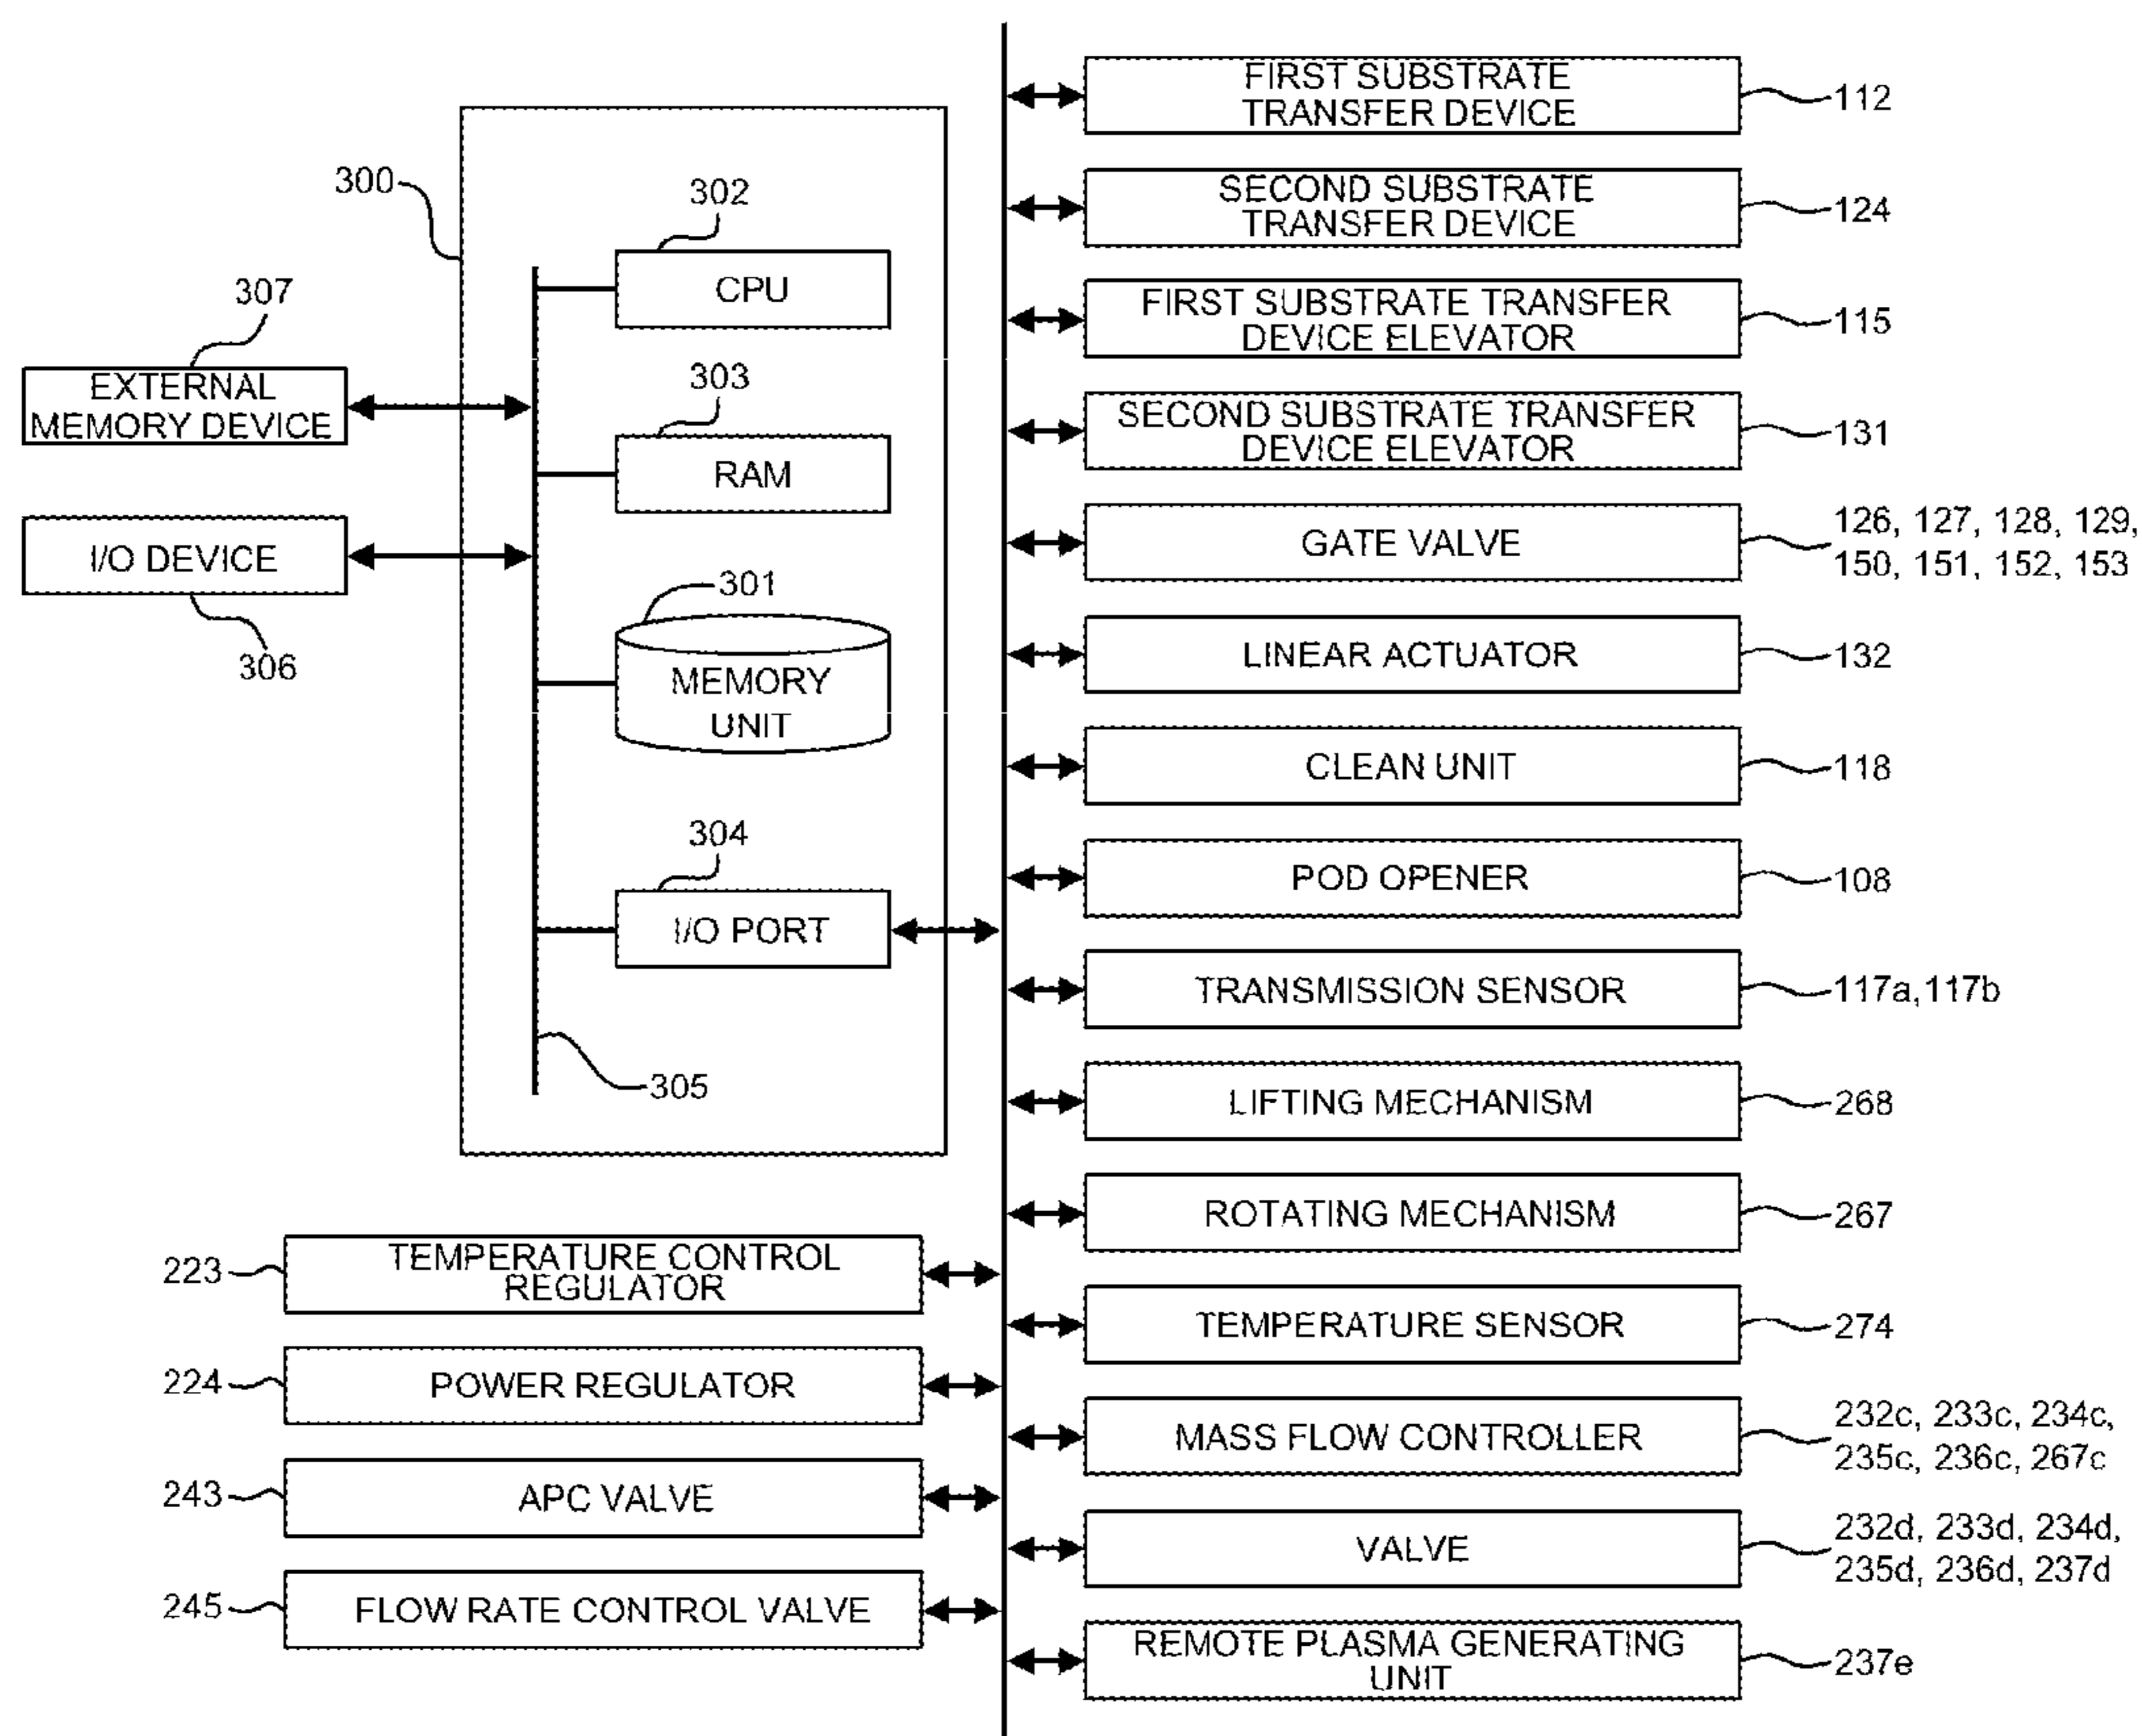 300
302
CPU
307
EXTERNAL
MEMORY DEVICE
303
RAM
I/O DEVICE
306
301
MEMORY
UNIT
304
I/O PORT
305
223
TEMPERATURE CONTROL
REGULATOR
224
POWER REGULATOR
243
APC VALVE
245
FLOW RATE CONTROL VALVE
FIRST SUBSTRATE
TRANSFER DEVICE
112
SECOND SUBSTRATE
TRANSFER DEVICE
124
FIRST SUBSTRATE TRANSFER
DEVICE ELEVATOR
115
SECOND SUBSTRATE TRANSFER
DEVICE ELEVATOR
131
GATE VALVE
126, 127, 128, 129,
150, 151, 152, 153
LINEAR ACTUATOR
132
CLEAN UNIT
118
POD OPENER
108
TRANSMISSION SENSOR
117a,117b
LIFTING MECHANISM
268
ROTATING MECHANISM
267
TEMPERATURE SENSOR
274
MASS FLOW CONTROLLER
232c, 233c, 234c,
235c, 236c, 267c
VALVE
232d, 233d, 234d,
235d, 236d, 237d
REMOTE PLASMA GENERATING
UNIT
237e